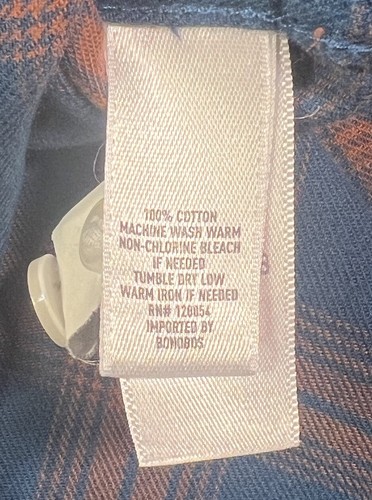 100% COTTON
MACHINE WASH WARM
NON-CHLORINE BLEACH
IF NEEDED
TUMBLE DRY LOW
WARM IRON IF NEEDED
RN# 128054
IMPORTED BY
BONOBOS